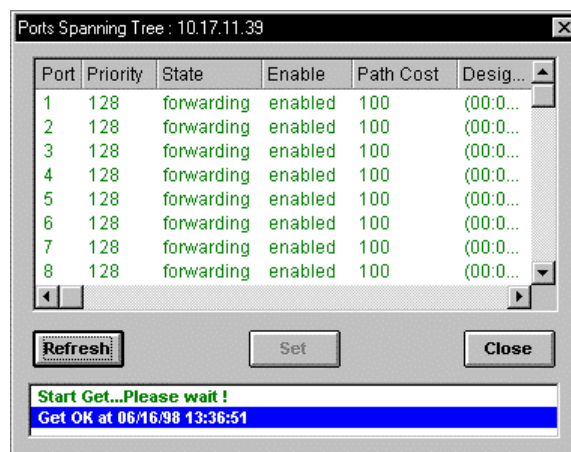 Ports Spanning Tree : 10.17.11.39
Port Priority State Enable Path Cost Desig...
1 128 forwarding enabled 100 (00:0...
2 128 forwarding enabled 100 (00:0...
3 128 forwarding enabled 100 (00:0...
4 128 forwarding enabled 100 (00:0...
5 128 forwarding enabled 100 (00:0...
6 128 forwarding enabled 100 (00:0...
7 128 forwarding enabled 100 (00:0...
8 128 forwarding enabled 100 (00:0...
Refresh Set Close
Start Get...Please wait !
Get OK at 06/16/98 13:36:51